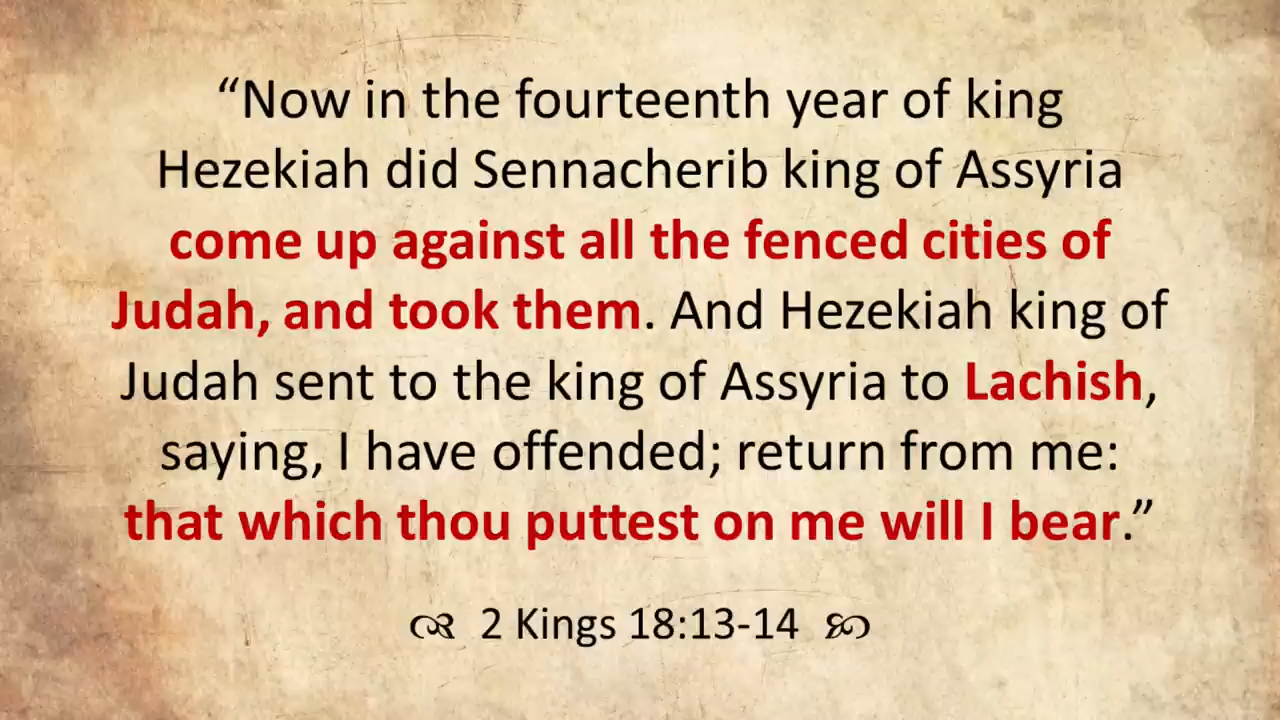 “Now in the fourteenth year of king
Hezekiah did Sennacherib king of Assyria
come up against all the fenced cities of
Judah, and took them. And Hezekiah king of
Judah sent to the king of Assyria to Lachish,
saying, I have offended; return from me:
that which thou puttest on me will I bear.”
2 Kings 18:13-14